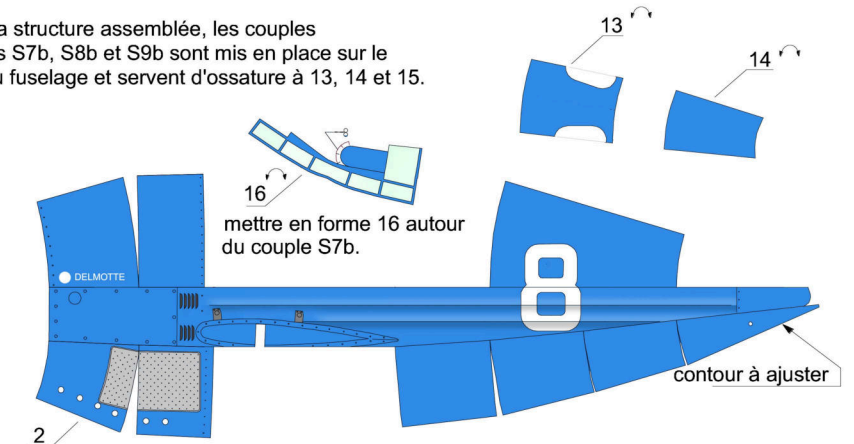 a structure assemblée, les couples
s S7b, S8b et S9b sont mis en place sur le
u fuselage et servent d'ossature à 13, 14 et 15.
13
14
16
mettre en forme 16 autour
du couple S7b.
DELMOTTE
8
contour à ajuster
2